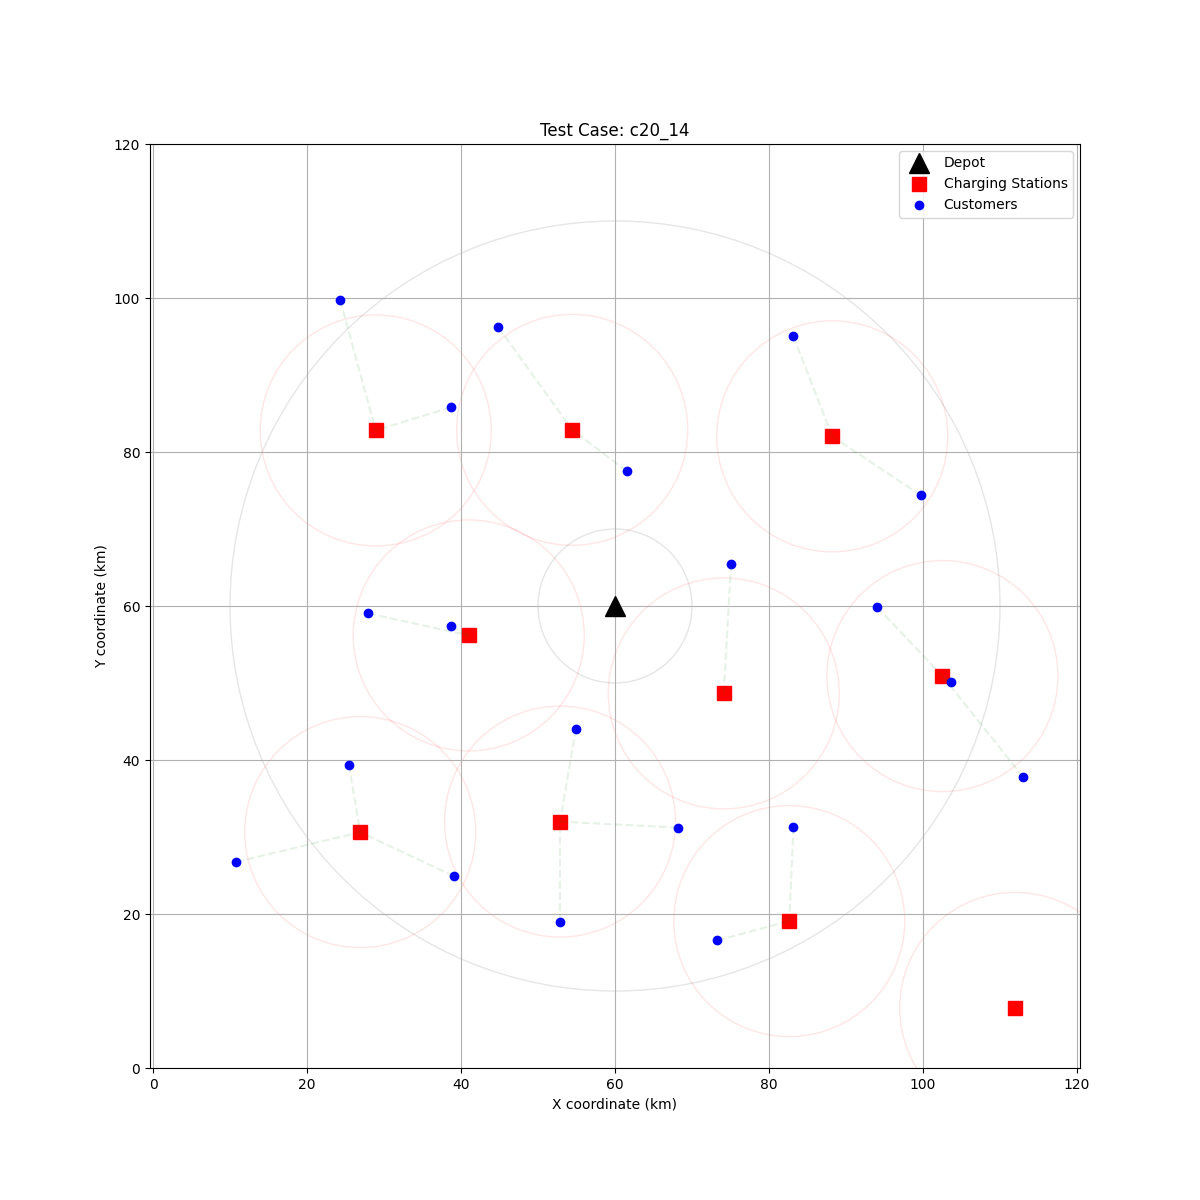 Test Case: c20_14
Depot
Charging Stations
Customers
120
100
80
60
40
20
0
Y coordinate (km)
0 20 40 60 80 100 120
X coordinate (km)